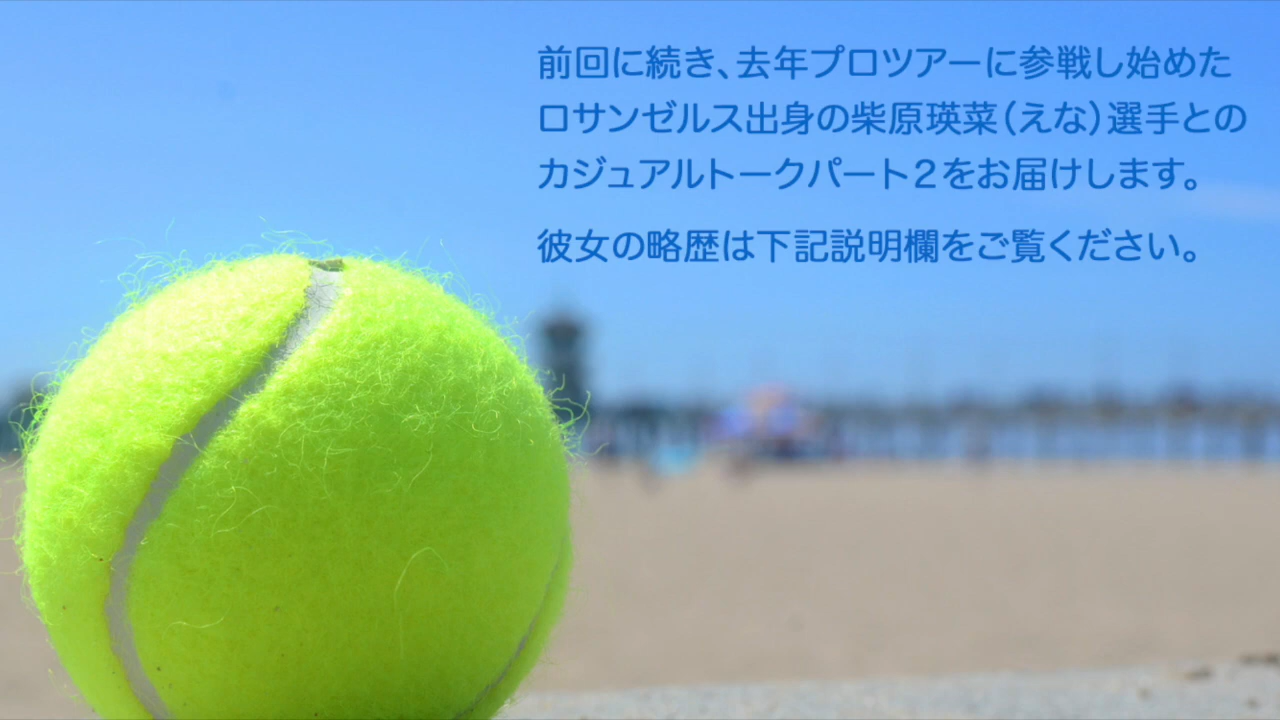 前回に続き、去年プロツアーに参戦し始めた
ロサンゼルス出身の柴原瑛菜（えな）選手との
カジュアルトークパート２をお届けします。
彼女の略歴は下記説明欄をご覧ください。